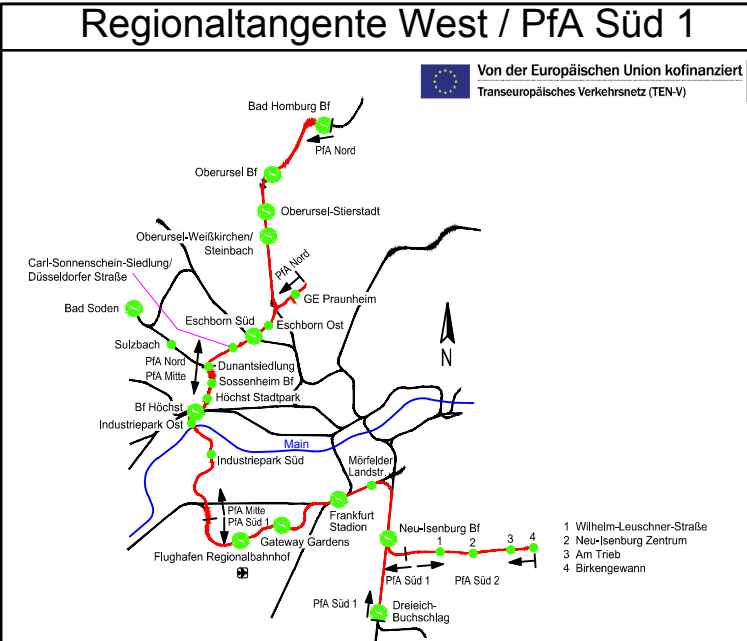 Regionaltangente West / PfA Süd 1
Von der Europäischen Union kofinanziert
Transeuropäisches Verkehrsnetz (TEN-V)
Bad Homburg Bf
PfA Nord
Oberursel Bf
Oberursel-Stierstadt
Oberursel-Weißkirchen/
Steinbach
Carl-Sonnenschein-Siedlung/
Düsseldorfer Straße
PfA Nord
GE Praunheim
Bad Soden
Eschborn Süd
Eschborn Ost
Sulzbach
PfA Nord
PfA Mitte
Dunantsiedlung
Sossenheim Bf
Höchst Stadtpark
N
Bf Höchst
Industriepark Ost
Main
Industriepark Süd
Mörfelder
Landstr.
PfA Mitte
PfA Süd 1
Frankfurt
Stadion
Gateway Gardens
Flughafen Regionalbahnhof
Neu-Isenburg Bf
1
2
3
4
PfA Süd 1
PfA Süd 2
1 Wilhelm-Leuschner-Straße
2 Neu-Isenburg Zentrum
3 Am Trieb
4 Birkengewann
PfA Süd 1
Dreieich-
Buchschlag